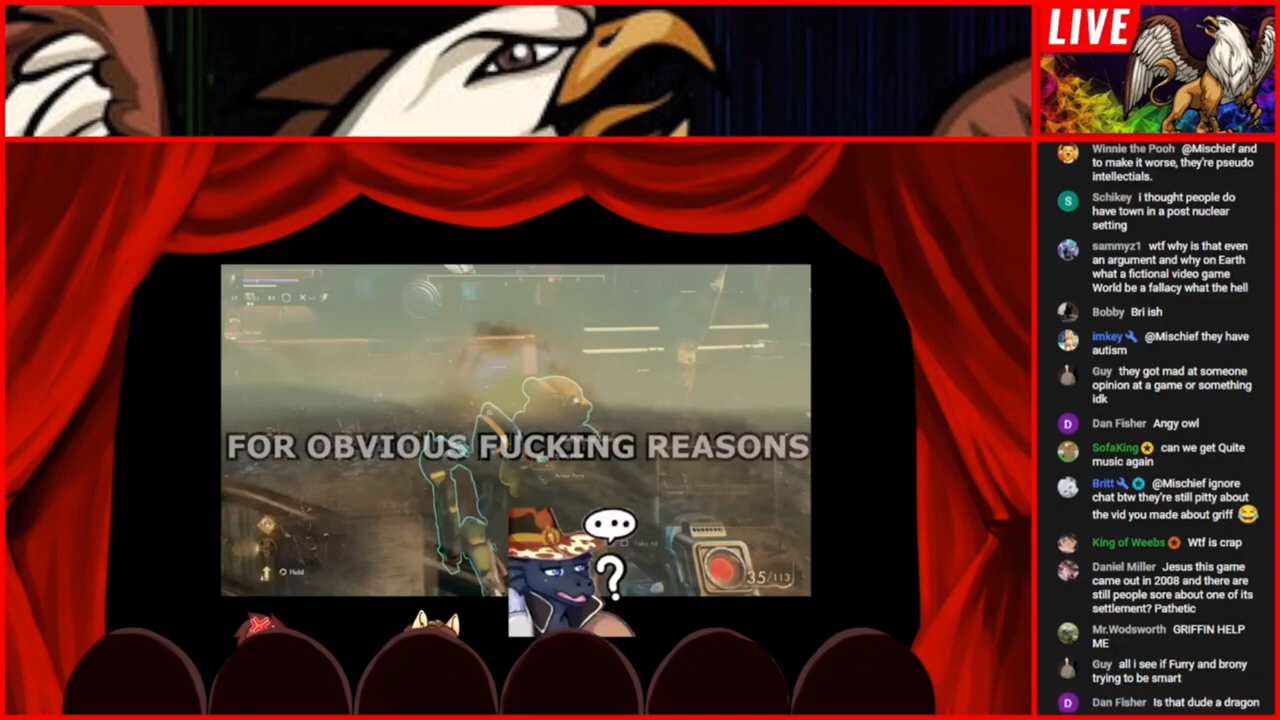 LIVE
Winnie the Pooh @Mischief and
to make it worse, they're pseudo
intellectials.
Schikey i thought people do
have town in a post nuclear
setting
sammyz1 wtf why is that even
an argument and why on Earth
what a fictional video game
World be a fallacy what the hell
Bobby Bri ish
imkey @Mischief they have
autism
Guy they got mad at someone
opinion at a game or something
idk
Dan Fisher Angy owl
SofaKing can we get Quite
music again
Britt @Mischief ignore
chat btw they're still pitty about
the vid you made about griff 😂
King of Weebs Wtf is crap
Daniel Miller Jesus this game
came out in 2008 and there are
still people sore about one of its
settlement? Pathetic
Mr.Wodsworth GRIFFIN HELP
ME
Guy all i see if Furry and brony
trying to be smart
Dan Fisher Is that dude a dragon
FOR OBVIOUS FUCKING REASONS
Hold
Take All
35/113
?
S
D
D